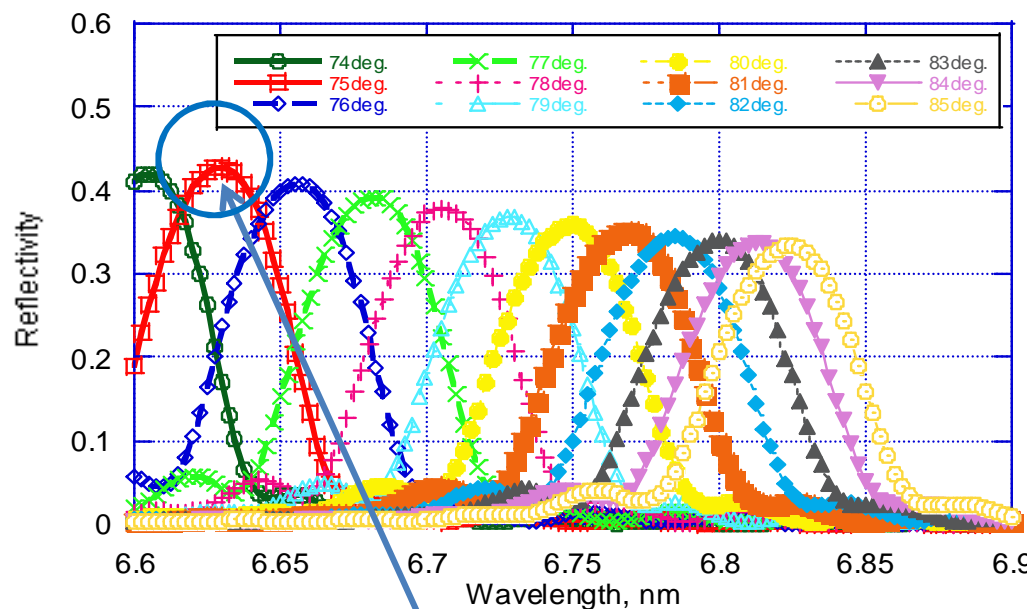 0.6
74deg. 77deg. 80deg. 83deg.
75deg. 78deg. 81deg. 84deg.
76deg. 79deg. 82deg. 85deg.
0.5
0.4
0.3
0.2
0.1
0
Reflectivity
6.6 6.65 6.7 6.75 6.8 6.85 6.9
Wavelength, nm